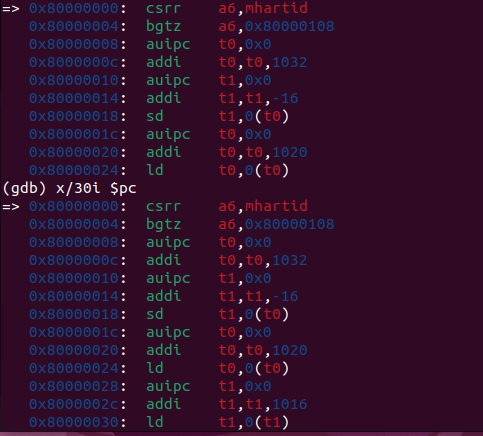 => 0x80000000: csrr a6,mhartid
0x80000004: bgtz a6,0x80000108
0x80000008: auipc t0,0x0
0x8000000c: addi t0,t0,1032
0x80000010: auipc t1,0x0
0x80000014: addi t1,t1,-16
0x80000018: sd t1,0(t0)
0x8000001c: auipc t0,0x0
0x80000020: addi t0,t0,1020
0x80000024: ld t0,0(t0)
(gdb) x/30i $pc
=> 0x80000000: csrr a6,mhartid
0x80000004: bgtz a6,0x80000108
0x80000008: auipc t0,0x0
0x8000000c: addi t0,t0,1032
0x80000010: auipc t1,0x0
0x80000014: addi t1,t1,-16
0x80000018: sd t1,0(t0)
0x8000001c: auipc t0,0x0
0x80000020: addi t0,t0,1020
0x80000024: ld t0,0(t0)
0x80000028: auipc t1,0x0
0x8000002c: addi t1,t1,1016
0x80000030: ld t1,0(t1)